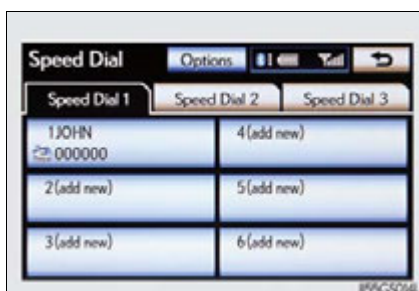 Speed Dial
Options
Speed Dial 1
Speed Dial 2
Speed Dial 3
1JOHN
000000
4(add new)
2(add new)
5(add new)
3(add new)
6(add new)